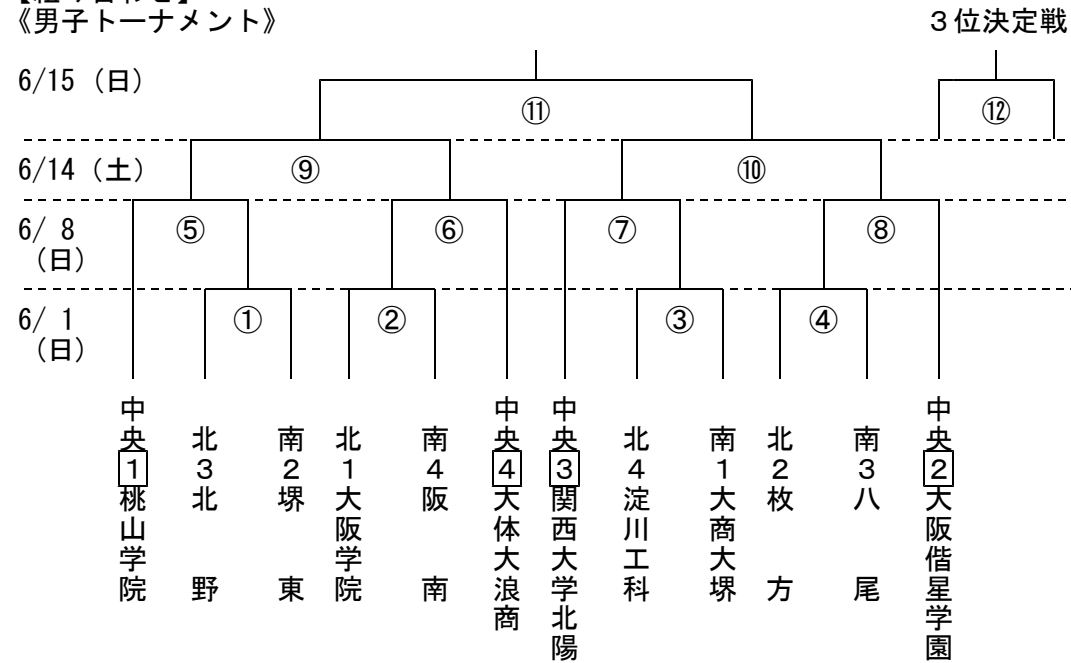 《男子トーナメント》
3位決定戦
6/15（日）
⑪
⑫
6/14（土）
⑨
⑩
6/ 8
（日）
⑤
⑥
⑦
⑧
6/ 1
（日）
①
②
③
④
中央1桃山学院
北3北野
南2堺東
北1大阪学院
南4阪南
中央4大体大浪商
中央3関西大学北陽
北4淀川工科
南1大商大堺
北2枚方
南3八尾
中央2大阪偕星学園